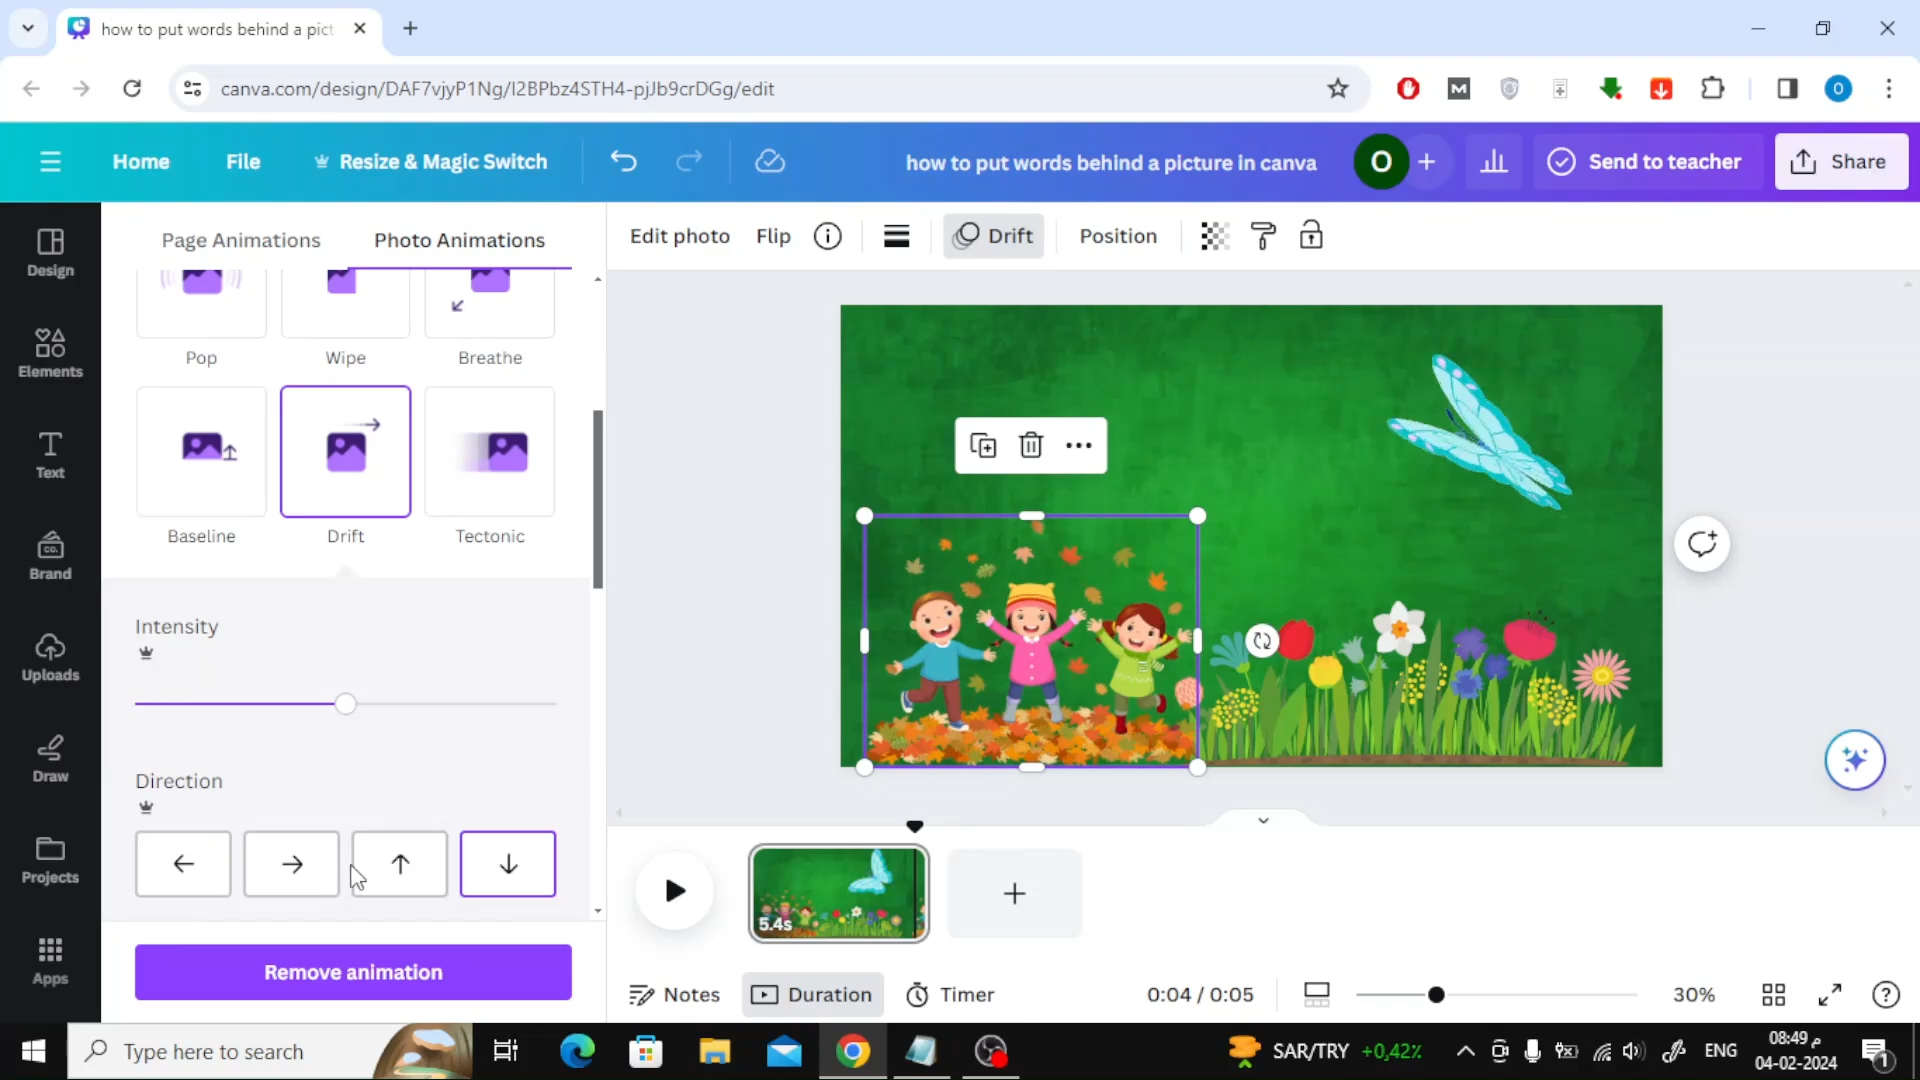 how to put words behind a pict
canva.com/design/DAF7vjyP1Ng/I2BPbz4STH4-pjJb9crDGg/edit
Home
File
Resize & Magic Switch
how to put words behind a picture in canva
O
Send to teacher
Share
Design
Elements
Text
Brand
Uploads
Draw
Projects
Apps
Page Animations
Photo Animations
Pop
Wipe
Breathe
Baseline
Drift
Tectonic
Intensity
Direction
Remove animation
Edit photo
Flip
Drift
Position
5.4s
Notes
Duration
Timer
0:04 / 0:05
30%
Type here to search
SAR/TRY +0,42%
ENG
08:49 م
04-02-2024
1